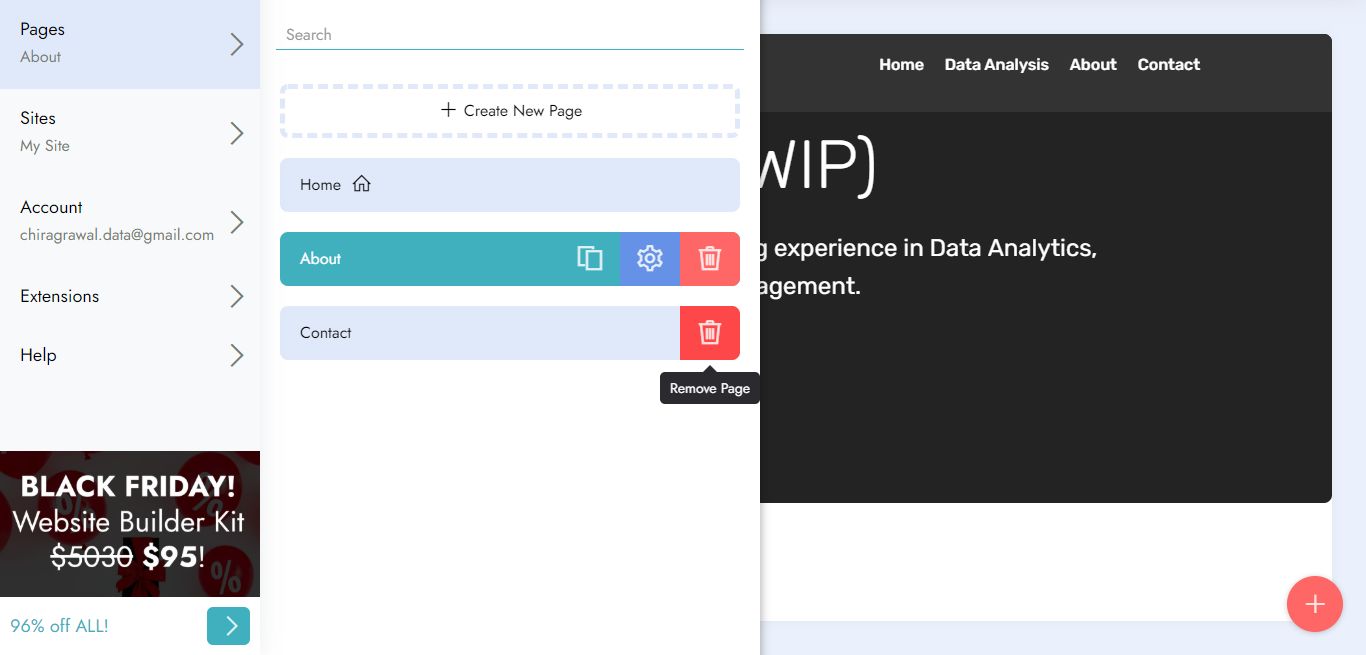 Pages
About
Sites
My Site
Account
chiragrawal.data@gmail.com
Extensions
Help
BLACK FRIDAY!
Website Builder Kit
$5030 $95!
96% off ALL!
Search
+ Create New Page
Home
About
Contact
Remove Page
Home Data Analysis About Contact
WIP)
experience in Data Analytics,
agement.